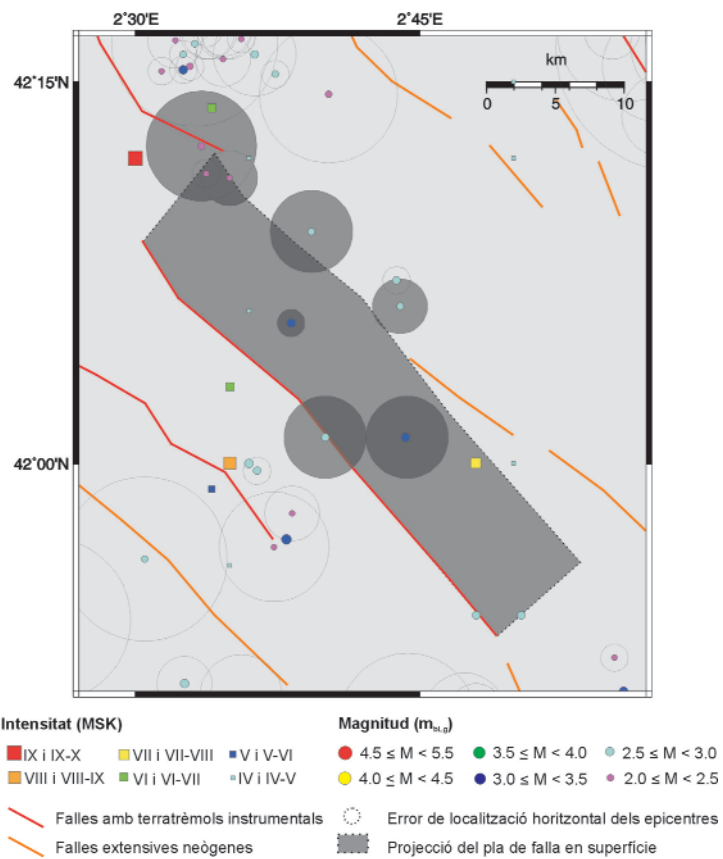 2°30'E
2°45'E
42°15'N
km
0 5 10
42°00'N
Intensitat (MSK)
IX i IX-X
VII i VII-VIII
V i V-VI
VIII i VIII-IX
VI i VI-VII
IV i IV-V
Magnitud (mbLg)
4.5 ≤ M < 5.5
3.5 ≤ M < 4.0
2.5 ≤ M < 3.0
4.0 ≤ M < 4.5
3.0 ≤ M < 3.5
2.0 ≤ M < 2.5
Falles amb terratrèmols instrumentals
Error de localització horitzontal dels epicentres
Falles extensives neògenes
Projecció del pla de falla en superfície